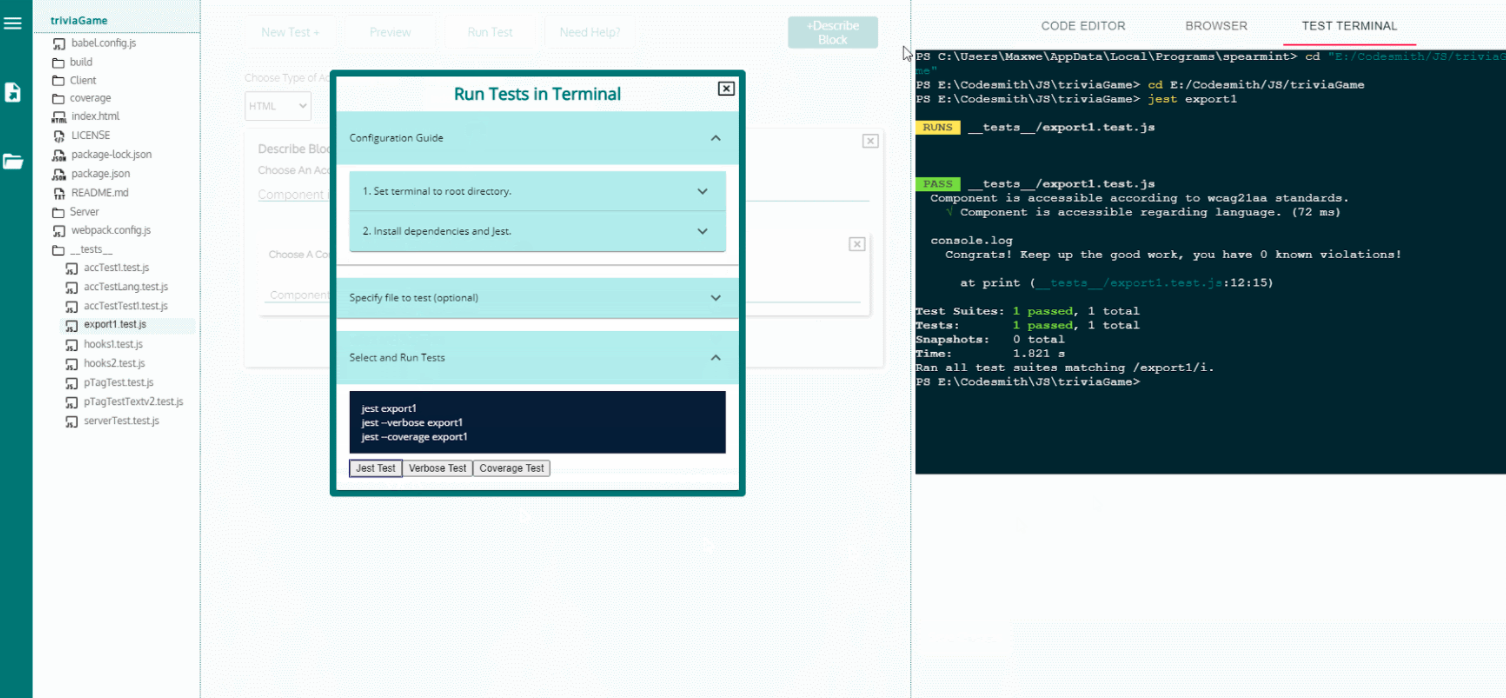 triviaGame
babel.config.js
build
Client
coverage
index.html
LICENSE
package-lock.json
package.json
README.md
Server
webpack.config.js
__tests__
accTest1.test.js
accTestLang.test.js
accTestTest1.test.js
export1.test.js
hooks1.test.js
hooks2.test.js
pTagTest.test.js
pTagTestTextv2.test.js
serverTest.test.js
New Test +
Preview
Run Test
Need Help?
+Describe
Block
Choose Type of
HTML
Describe
Choose An
Component
Choose A
Component
Run Tests in Terminal
Configuration Guide
1. Set terminal to root directory.
2. Install dependencies and Jest.
Specify file to test (optional)
Select and Run Tests
jest export1
jest --verbose export1
jest --coverage export1
Jest Test
Verbose Test
Coverage Test
CODE EDITOR
BROWSER
TEST TERMINAL
PS C:\Users\Maxwe\AppData\Local\Programs\spearmint> cd "E:/Codesmith/JS/triviaGa
me"
PS E:\Codesmith\JS\triviaGame> cd E:/Codesmith/JS/triviaGame
PS E:\Codesmith\JS\triviaGame> jest export1
RUNS __tests__/export1.test.js
PASS __tests__/export1.test.js
Component is accessible according to wcag21aa standards.
√ Component is accessible regarding language. (72 ms)
console.log
Congrats! Keep up the good work, you have 0 known violations!
at print (__tests__/export1.test.js:12:15)
Test Suites: 1 passed, 1 total
Tests: 1 passed, 1 total
Snapshots: 0 total
Time: 1.821 s
Ran all test suites matching /export1/i.
PS E:\Codesmith\JS\triviaGame>